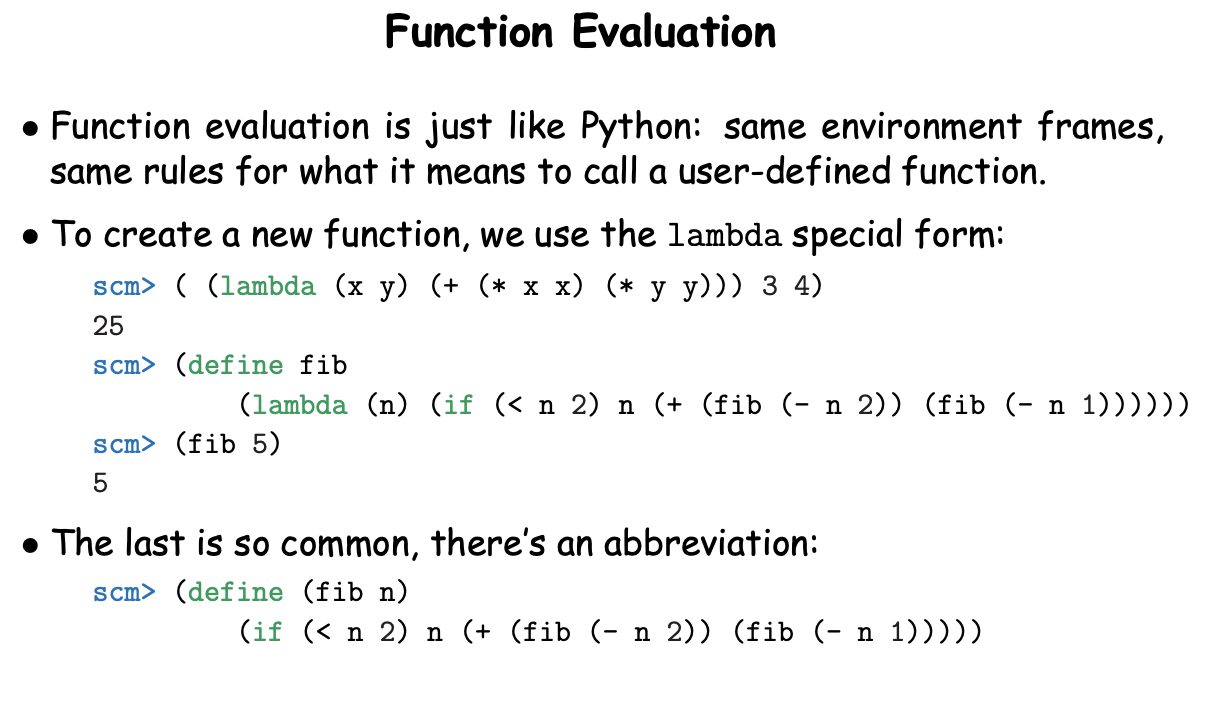 Function Evaluation
• Function evaluation is just like Python: same environment frames,
same rules for what it means to call a user-defined function.
• To create a new function, we use the lambda special form:
scm> ( (lambda (x y) (+ (* x x) (* y y))) 3 4)
25
scm> (define fib
(lambda (n) (if (< n 2) n (+ (fib (- n 2)) (fib (- n 1))))))
scm> (fib 5)
5
• The last is so common, there's an abbreviation:
scm> (define (fib n)
(if (< n 2) n (+ (fib (- n 2)) (fib (- n 1)))))